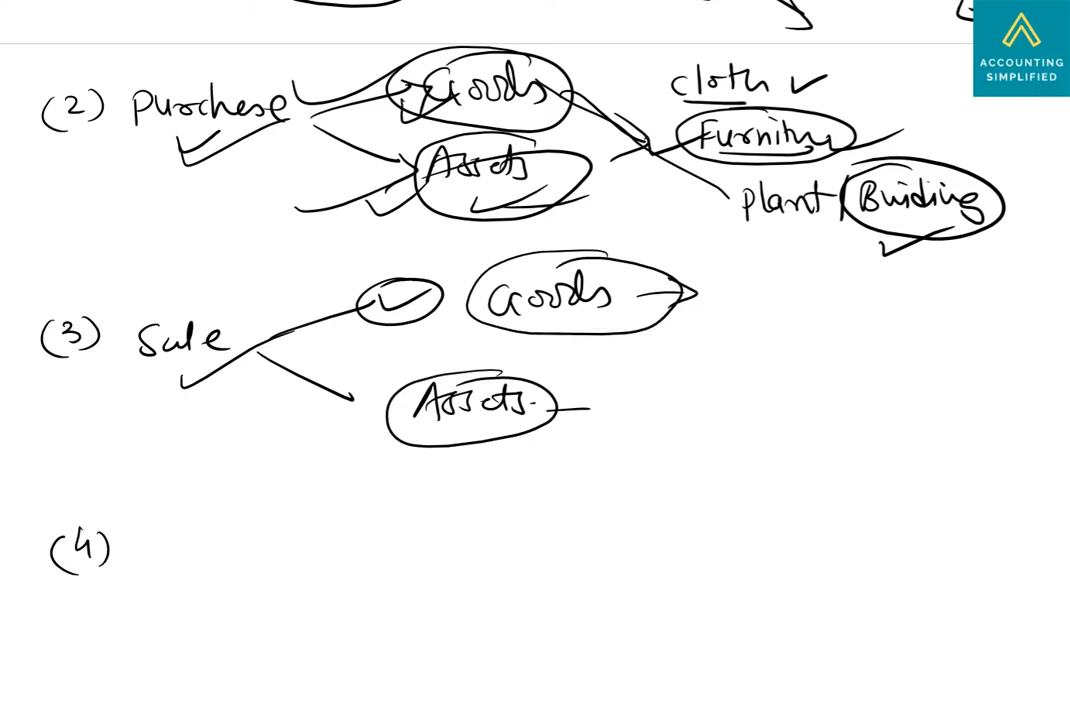 ACCOUNTING
SIMPLIFIED
(2) Purchese Goods cloth
Assets Furniture
Plant Buiding
(3) Sale Goods
Assets.
(4)